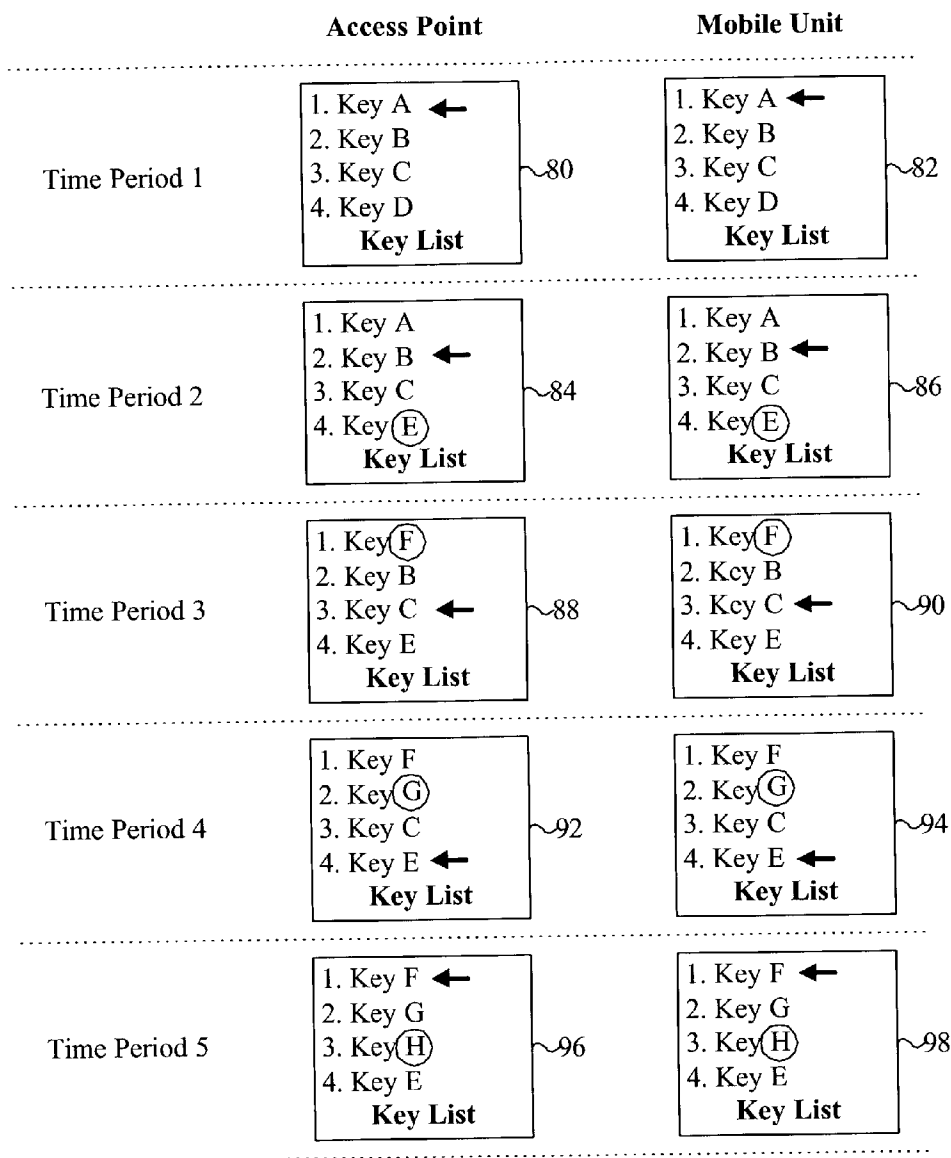 Access Point Mobile Unit
Time Period 1
1. Key A
2. Key B
3. Key C
4. Key D
Key List
80
1. Key A
2. Key B
3. Key C
4. Key D
Key List
82
Time Period 2
1. Key A
2. Key B
3. Key C
4. Key E
Key List
84
1. Key A
2. Key B
3. Key C
4. Key E
Key List
86
Time Period 3
1. Key F
2. Key B
3. Key C
4. Key E
Key List
88
1. Key F
2. Key B
3. Key C
4. Key E
Key List
90
Time Period 4
1. Key F
2. Key G
3. Key C
4. Key E
Key List
92
1. Key F
2. Key G
3. Key C
4. Key E
Key List
94
Time Period 5
1. Key F
2. Key G
3. Key H
4. Key E
Key List
96
1. Key F
2. Key G
3. Key H
4. Key E
Key List
98